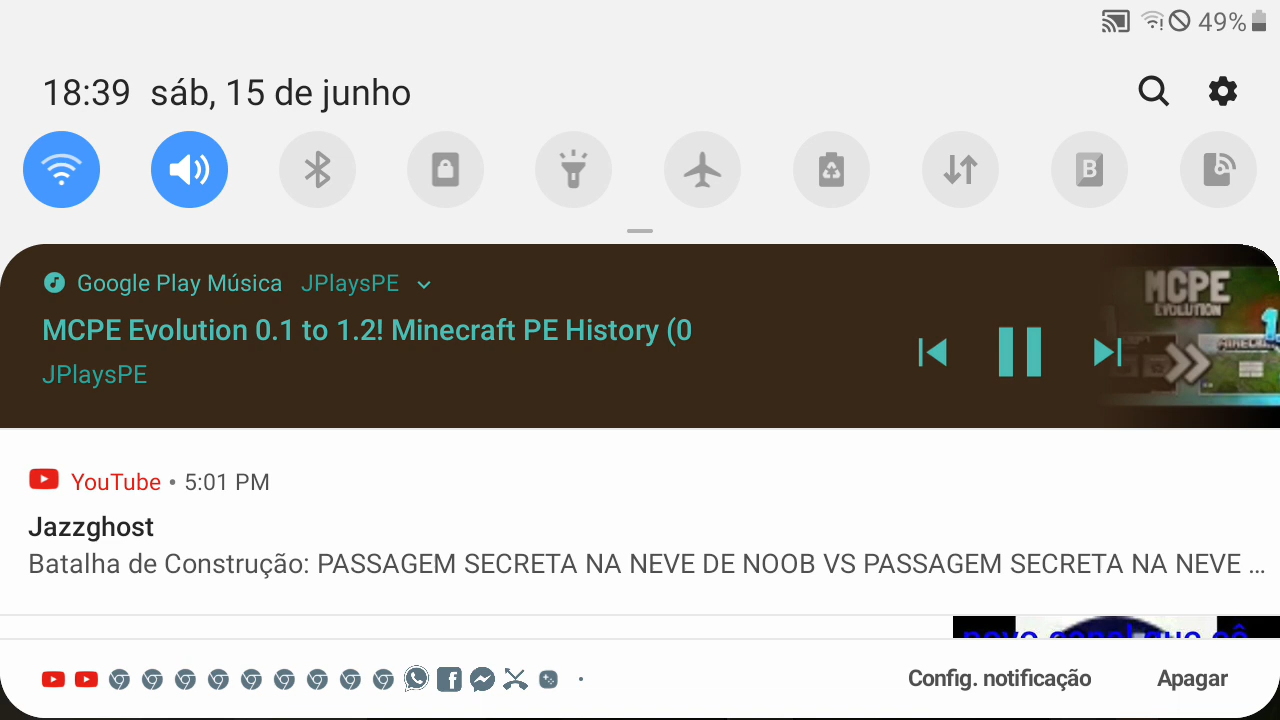 49%
18:39 sáb, 15 de junho
B
Google Play Música JPlaysPE
MCPE Evolution 0.1 to 1.2! Minecraft PE History (0
JPlaysPE
MCPE
EVOLUTION
YouTube • 5:01 PM
Jazzghost
Batalha de Construção: PASSAGEM SECRETA NA NEVE DE NOOB VS PASSAGEM SECRETA NA NEVE ...
Config. notificação Apagar